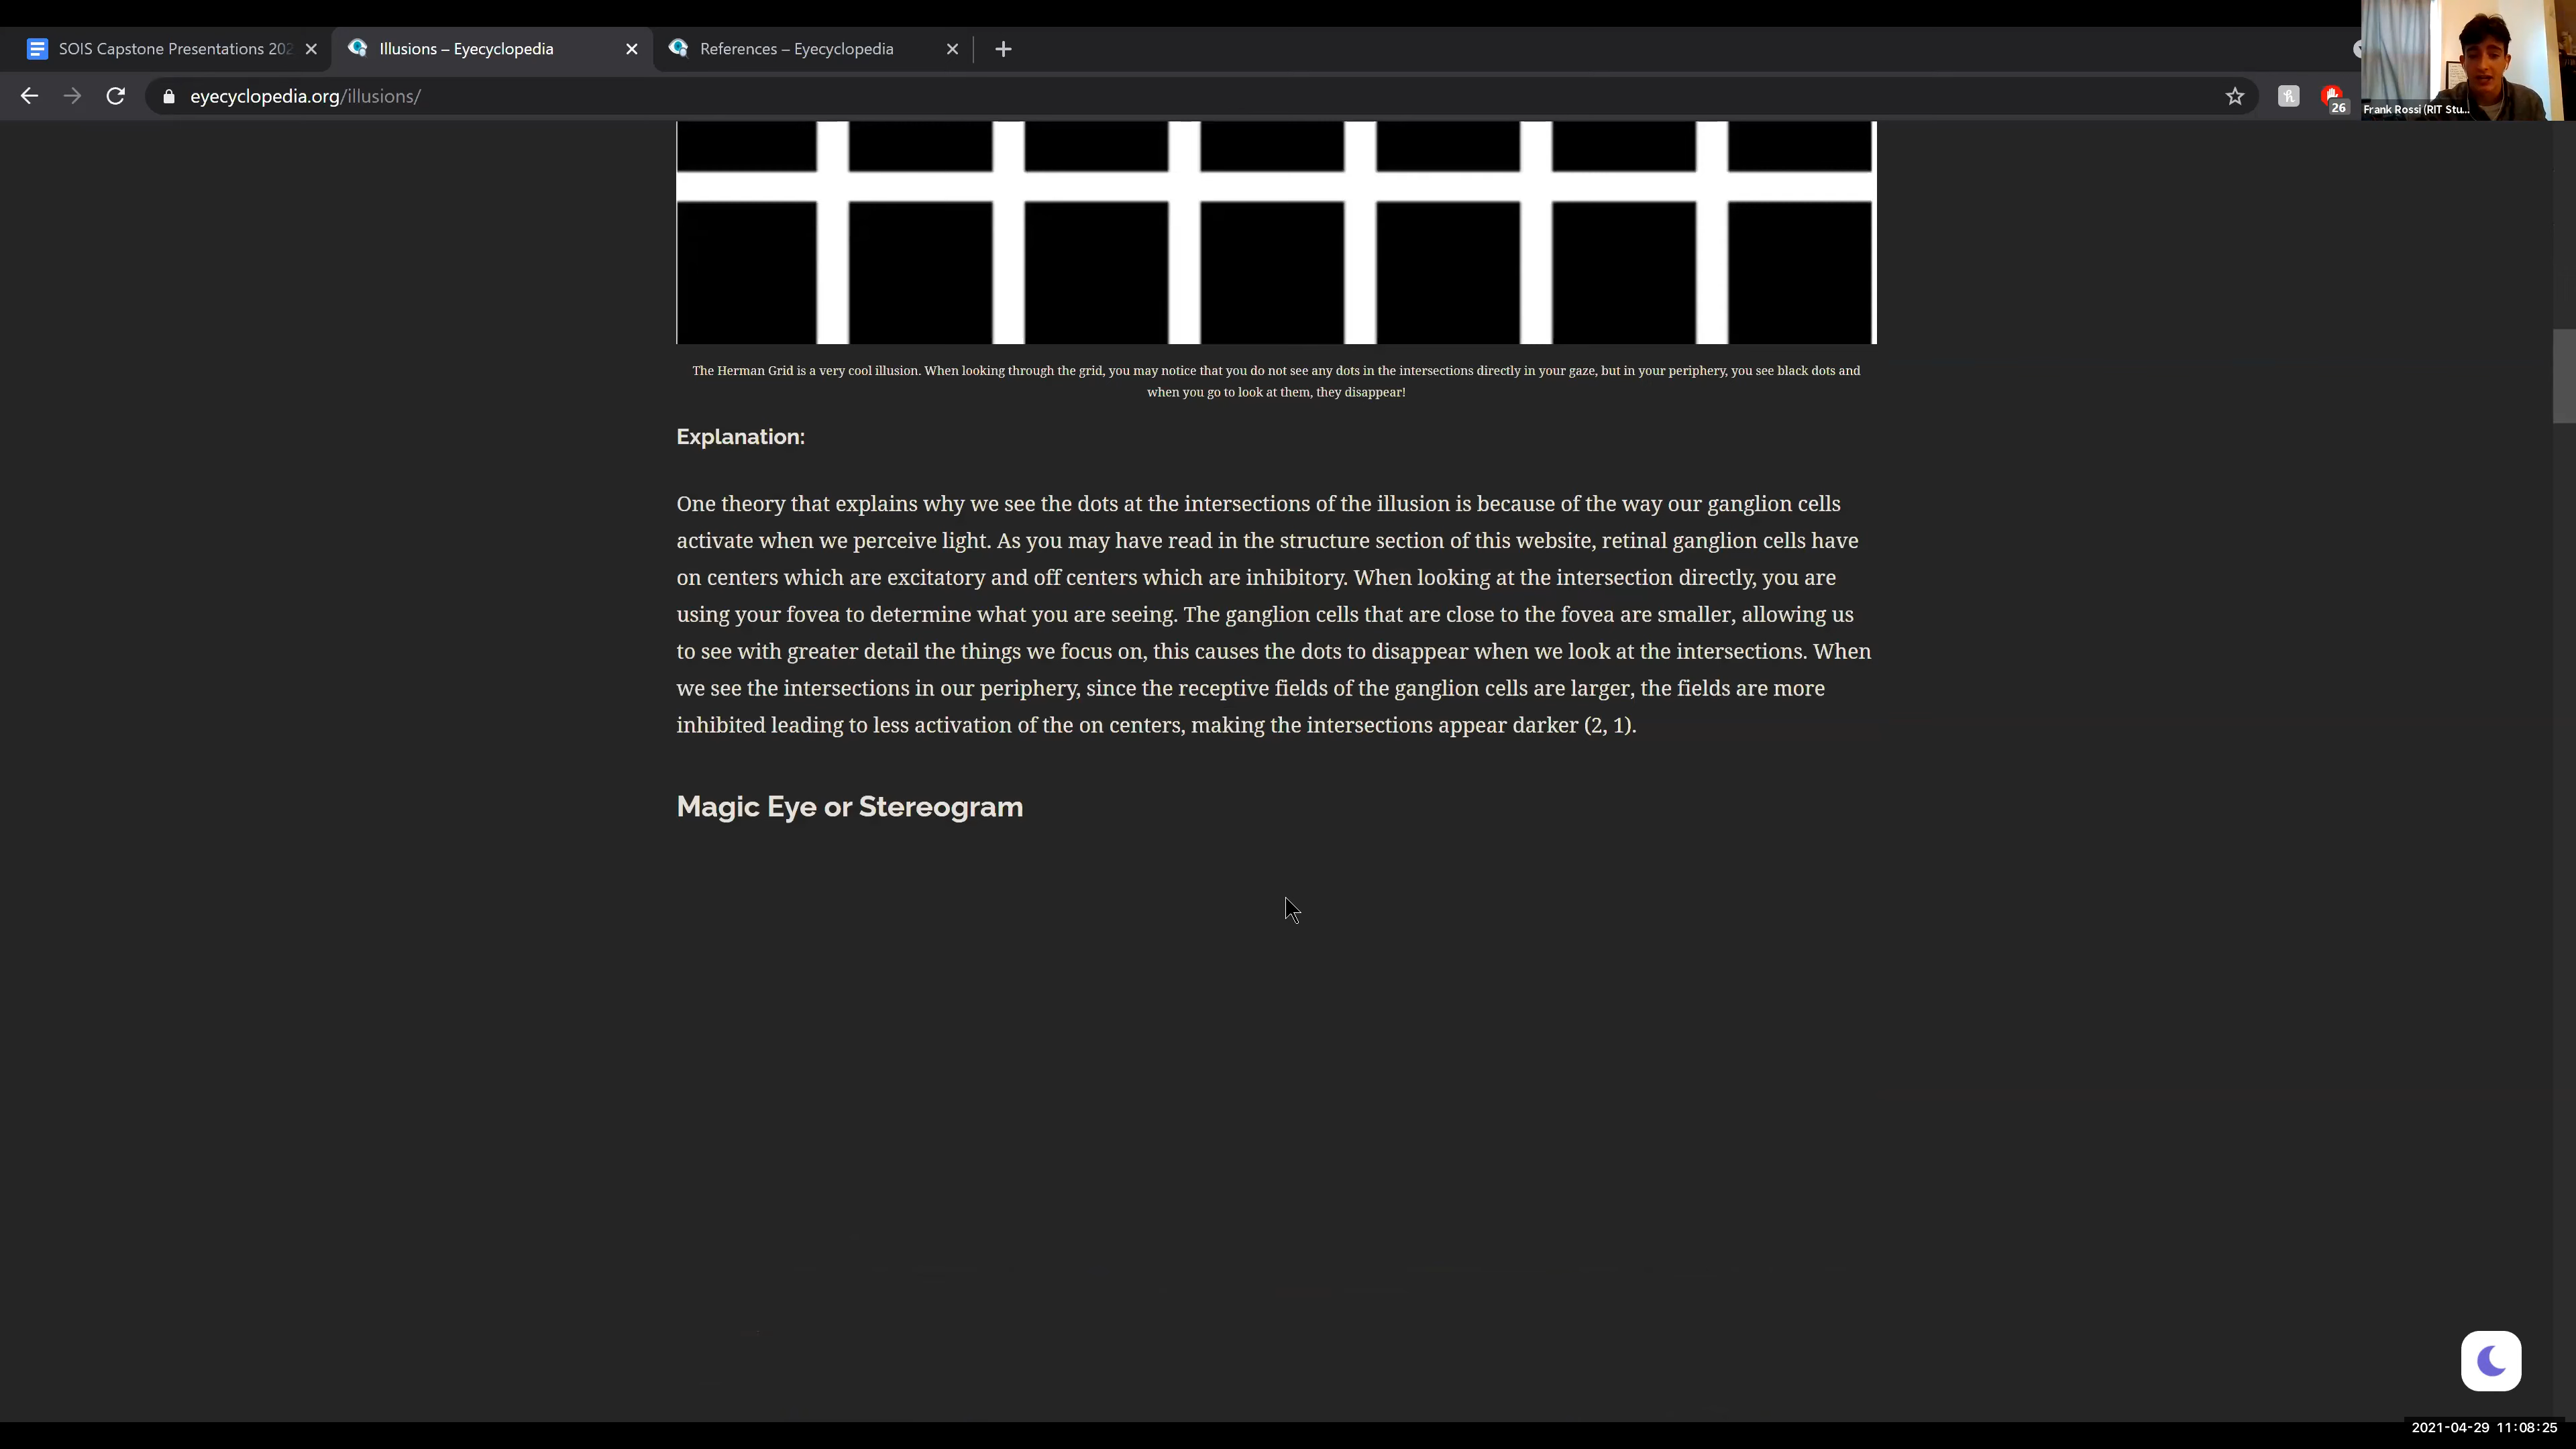 SOIS Capstone Presentations 202
Illusions – Eyecyclopedia
References – Eyecyclopedia
eyecyclopedia.org/illusions/
26
Frank Rossi (RIT Stu...
The Herman Grid is a very cool illusion. When looking through the grid, you may notice that you do not see any dots in the intersections directly in your gaze, but in your periphery, you see black dots and
when you go to look at them, they disappear!
Explanation:
One theory that explains why we see the dots at the intersections of the illusion is because of the way our ganglion cells
activate when we perceive light. As you may have read in the structure section of this website, retinal ganglion cells have
on centers which are excitatory and off centers which are inhibitory. When looking at the intersection directly, you are
using your fovea to determine what you are seeing. The ganglion cells that are close to the fovea are smaller, allowing us
to see with greater detail the things we focus on, this causes the dots to disappear when we look at the intersections. When
we see the intersections in our periphery, since the receptive fields of the ganglion cells are larger, the fields are more
inhibited leading to less activation of the on centers, making the intersections appear darker (2, 1).
Magic Eye or Stereogram
2021-04-29 11:08:25